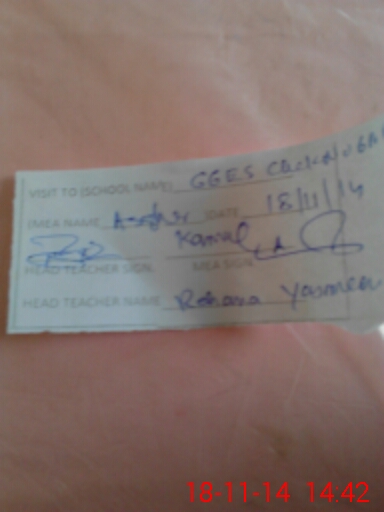 VISIT TO (SCHOOL NAME) GGES
MEA NAME DATE 18/11/14
Kamal
HEAD TEACHER SIGN. MEA SIGN
HEAD TEACHER NAME Rehana Yasmeen
18-11-14 14:42